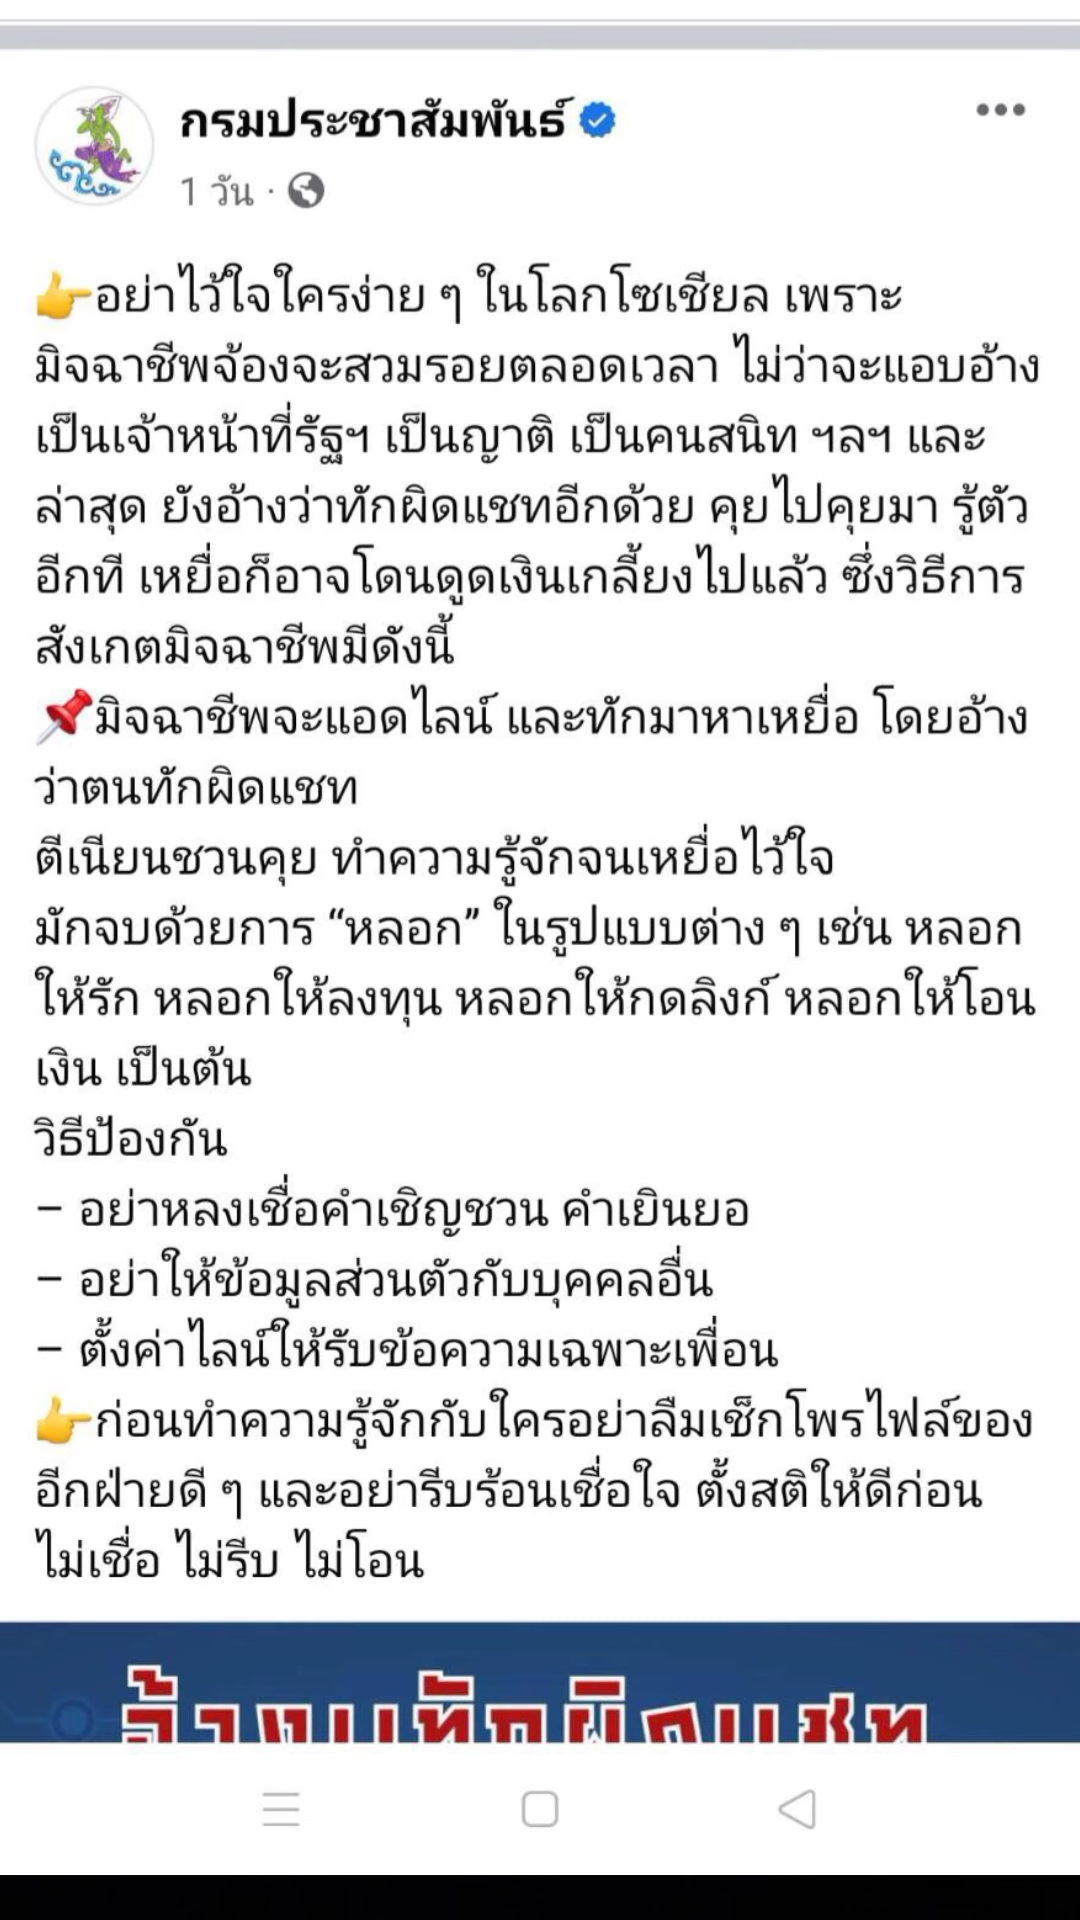 กรมประชาสัมพันธ์
1 วัน ·
👉อย่าไว้ใจใครง่าย ๆ ในโลกโซเชียล เพราะ
มิจฉาชีพจ้องจะสวมรอยตลอดเวลา ไม่ว่าจะแอบอ้าง
เป็นเจ้าหน้าที่รัฐฯ เป็นญาติ เป็นคนสนิท ฯลฯ และ
ล่าสุด ยังอ้างว่าทักผิดแชทอีกด้วย คุยไปคุยมา รู้ตัว
อีกที เหยื่อก็อาจโดนดูดเงินเกลี้ยงไปแล้ว ซึ่งวิธีการ
สังเกตมิจฉาชีพมีดังนี้
📌มิจฉาชีพจะแอดไลน์ และทักมาหาเหยื่อ โดยอ้าง
ว่าตนทักผิดแชท
ตีเนียนชวนคุย ทำความรู้จักจนเหยื่อไว้ใจ
มักจบด้วยการ “หลอก” ในรูปแบบต่าง ๆ เช่น หลอก
ให้รัก หลอกให้ลงทุน หลอกให้กดลิงก์ หลอกให้โอน
เงิน เป็นต้น
วิธีป้องกัน
– อย่าหลงเชื่อคำเชิญชวน คำเยินยอ
– อย่าให้ข้อมูลส่วนตัวกับบุคคลอื่น
– ตั้งค่าไลน์ให้รับข้อความเฉพาะเพื่อน
👉ก่อนทำความรู้จักกับใครอย่าลืมเช็กโพรไฟล์ของ
อีกฝ่ายดี ๆ และอย่ารีบร้อนเชื่อใจ ตั้งสติให้ดีก่อน
ไม่เชื่อ ไม่รีบ ไม่โอน